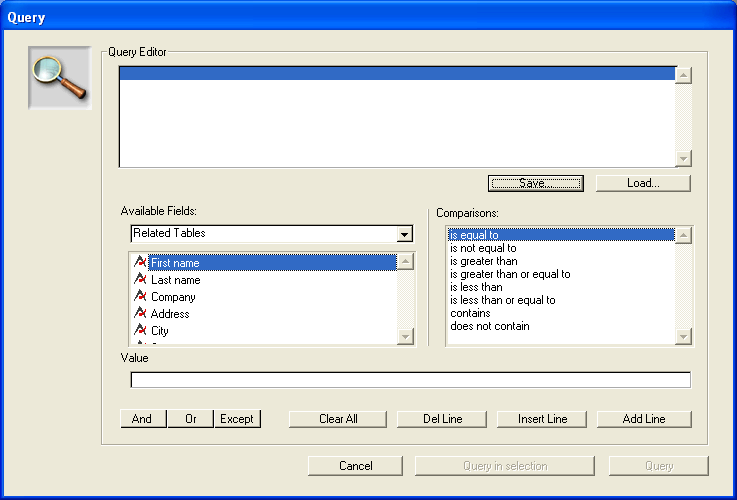 Query
Query Editor
Save...
Load...
Available Fields:
Comparisons:
Related Tables
First name
Last name
Company
Address
City
is equal to
is not equal to
is greater than
is greater than or equal to
is less than
is less than or equal to
contains
does not contain
Value
And
Or
Except
Clear All
Del Line
Insert Line
Add Line
Cancel
Query in selection
Query